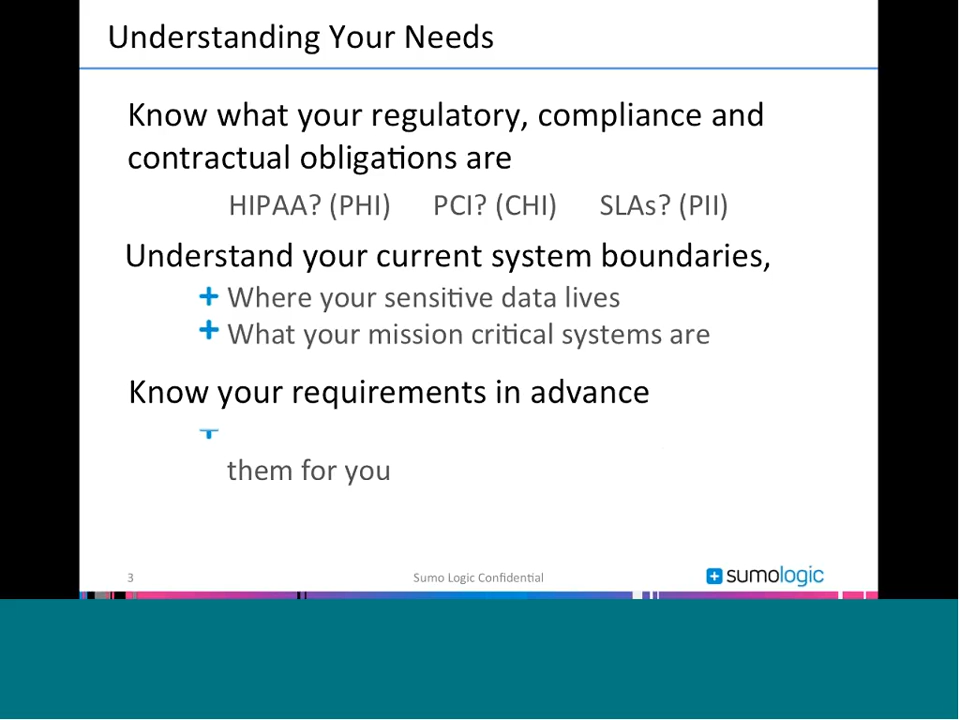 Understanding Your Needs
Know what your regulatory, compliance and
contractual obligations are
HIPAA? (PHI) PCI? (CHI) SLAs? (PII)
Understand your current system boundaries,
+ Where your sensitive data lives
+ What your mission critical systems are
Know your requirements in advance
them for you
3 Sumo Logic Confidential sumologic